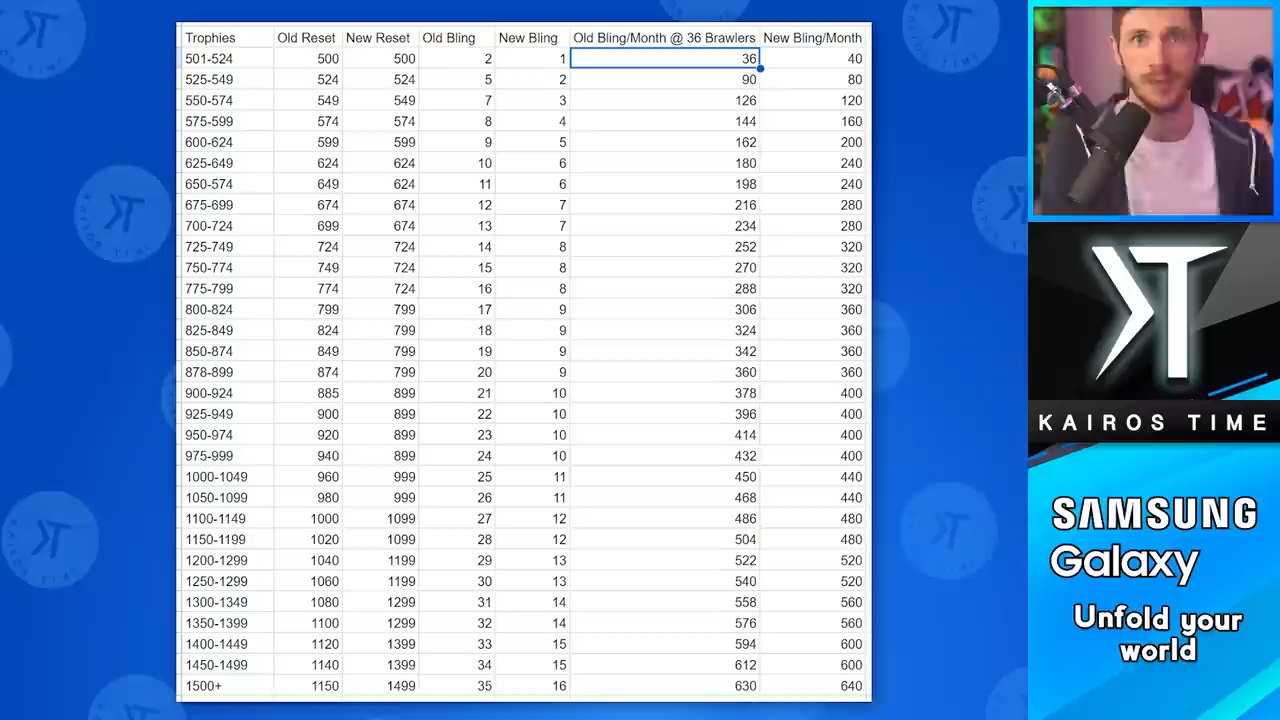 Trophies Old Reset New Reset Old Bling New Bling Old Bling/Month @ 36 Brawlers New Bling/Month
501-524 500 500 2 1 36 40
525-549 524 524 5 2 90 80
550-574 549 549 7 3 126 120
575-599 574 574 8 4 144 160
600-624 599 599 9 5 162 200
625-649 624 624 10 6 180 240
650-574 649 624 11 6 198 240
675-699 674 674 12 7 216 280
700-724 699 674 13 7 234 280
725-749 724 724 14 8 252 320
750-774 749 724 15 8 270 320
775-799 774 724 16 8 288 320
800-824 799 799 17 9 306 360
825-849 824 799 18 9 324 360
850-874 849 799 19 9 342 360
878-899 874 799 20 9 360 360
900-924 885 899 21 10 378 400
925-949 900 899 22 10 396 400
950-974 920 899 23 10 414 400
975-999 940 899 24 10 432 400
1000-1049 960 999 25 11 450 440
1050-1099 980 999 26 11 468 440
1100-1149 1000 1099 27 12 486 480
1150-1199 1020 1099 28 12 504 480
1200-1299 1040 1199 29 13 522 520
1250-1299 1060 1199 30 13 540 520
1300-1349 1080 1299 31 14 558 560
1350-1399 1100 1299 32 14 576 560
1400-1449 1120 1399 33 15 594 600
1450-1499 1140 1399 34 15 612 600
1500+ 1150 1499 35 16 630 640
KT
KAIROS TIME
SAMSUNG
Galaxy
Unfold your
world